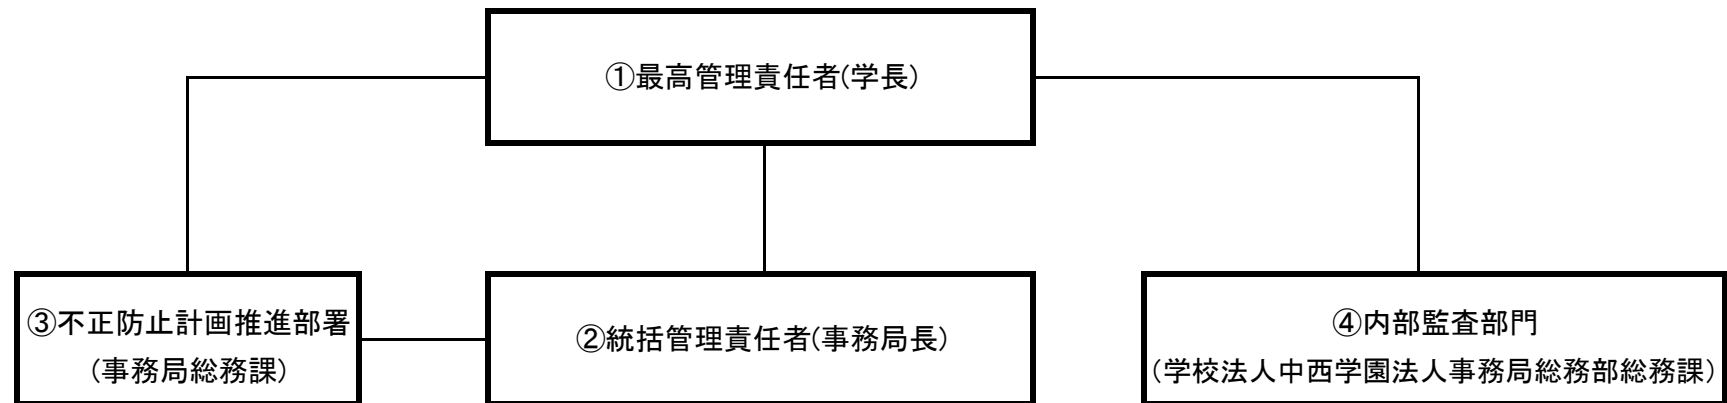 ①最高管理責任者(学長)
③不正防止計画推進部署
(事務局総務課)
②統括管理責任者(事務局長)
④内部監査部門
(学校法人中西学園法人事務局総務部総務課)